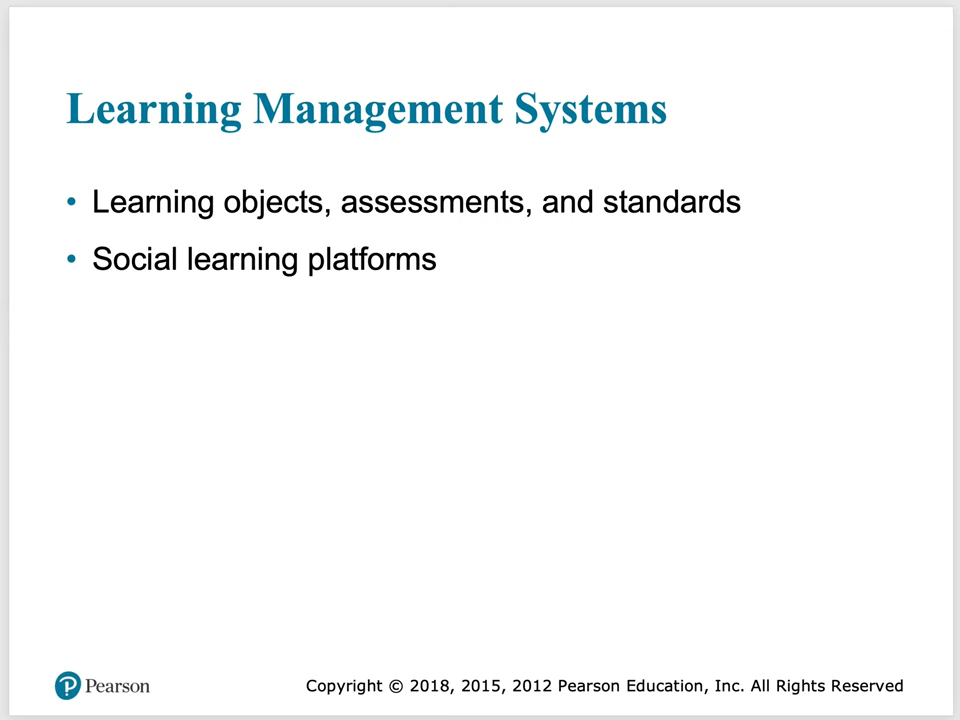 Learning Management Systems
• Learning objects, assessments, and standards
• Social learning platforms
Pearson
Copyright © 2018, 2015, 2012 Pearson Education, Inc. All Rights Reserved